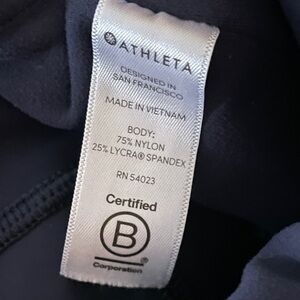 ATHLETA
DESIGNED IN
SAN FRANCISCO
MADE IN VIETNAM
BODY:
75% NYLON
25% LYCRA® SPANDEX
RN 54023
Certified
B
Corporation